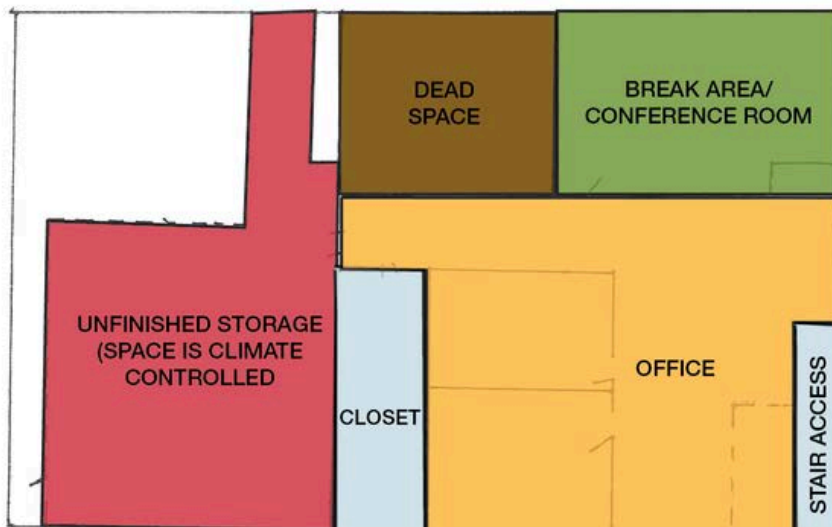 DEAD
SPACE
BREAK AREA/
CONFERENCE ROOM
UNFINISHED STORAGE
(SPACE IS CLIMATE
CONTROLLED
CLOSET
OFFICE
STAIR ACCESS